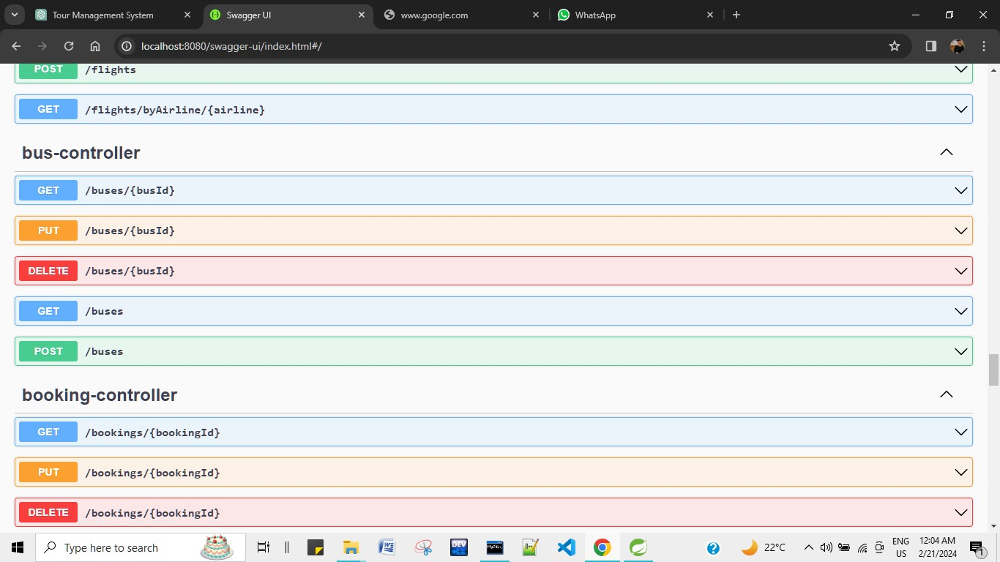 Tour Management System
Swagger UI
www.google.com
WhatsApp
localhost:8080/swagger-ui/index.html#/
POST /flights
GET /flights/byAirline/{airline}
bus-controller
GET /buses/{busId}
PUT /buses/{busId}
DELETE /buses/{busId}
GET /buses
POST /buses
booking-controller
GET /bookings/{bookingId}
PUT /bookings/{bookingId}
DELETE /bookings/{bookingId}
Type here to search
DEV
MySQL
22°C
ENG
US
12:04 AM
2/21/2024
1